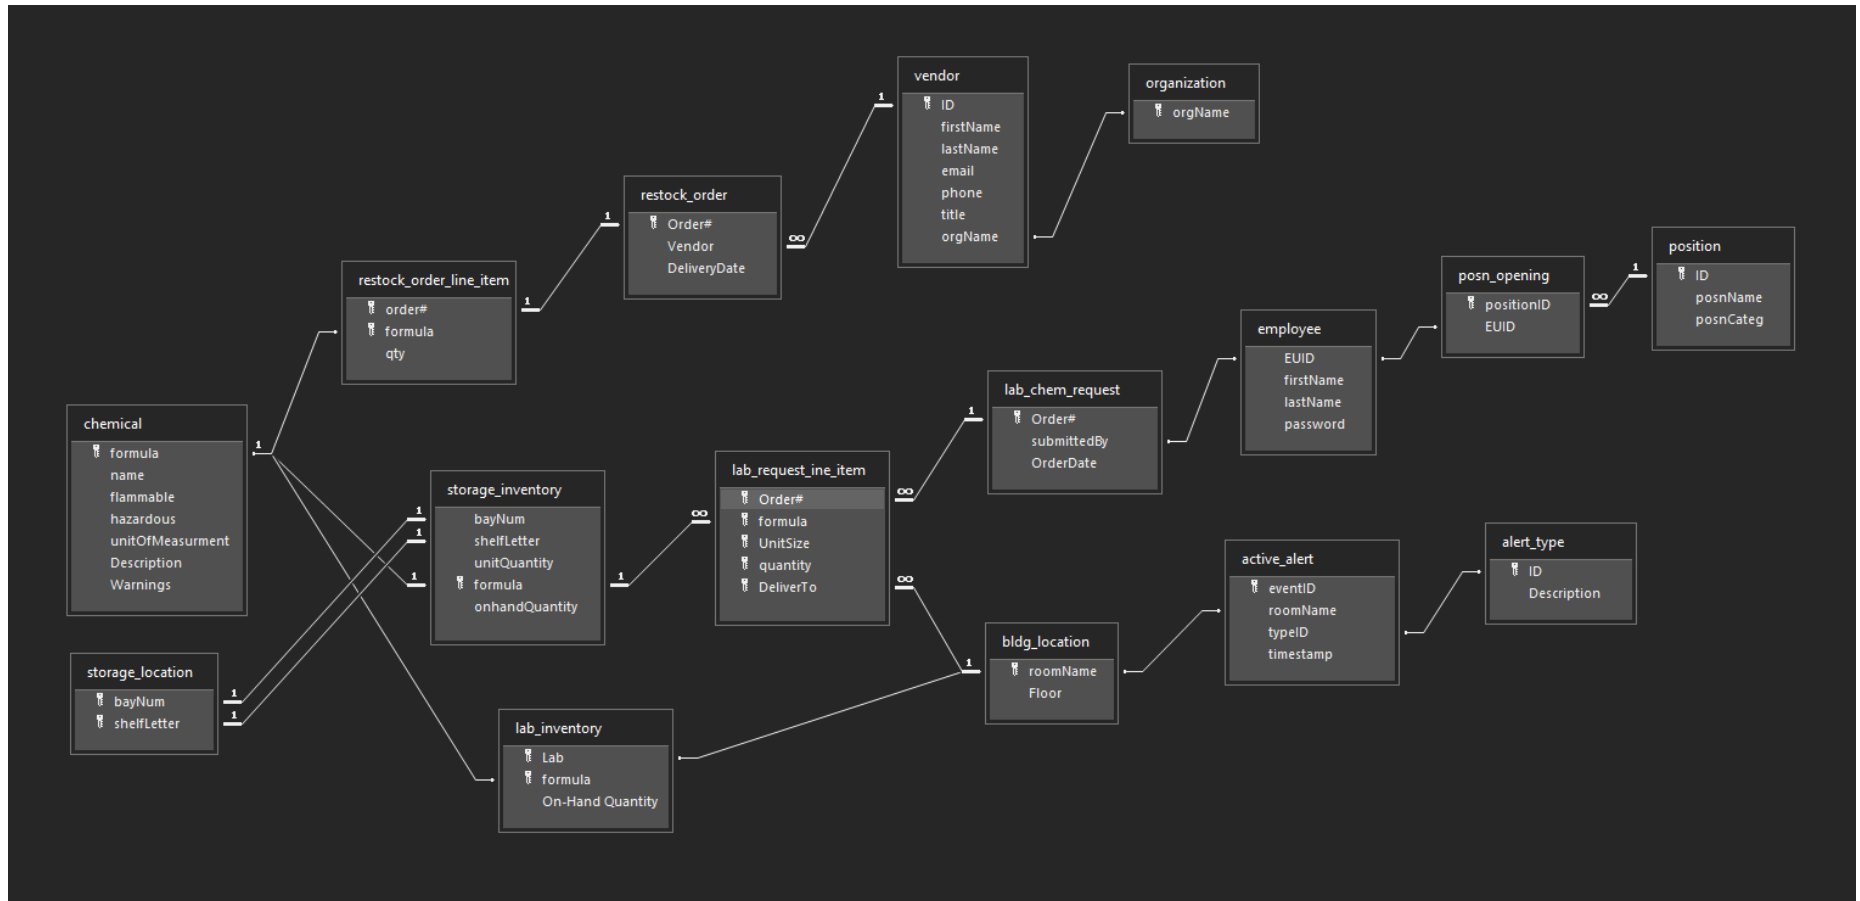 vendor
ID
firstName
lastName
email
phone
title
orgName
organization
orgName
restock_order
Order#
Vendor
DeliveryDate
restock_order_line_item
order#
formula
qty
position
ID
posnName
posnCateg
posn_opening
positionID
EUID
employee
EUID
firstName
lastName
password
lab_chem_request
Order#
submittedBy
OrderDate
chemical
formula
name
flammable
hazardous
unitOfMeasurment
Description
Warnings
storage_inventory
bayNum
shelfLetter
unitQuantity
formula
onhandQuantity
lab_request_ine_item
Order#
formula
UnitSize
quantity
DeliverTo
active_alert
eventID
roomName
typeID
timestamp
alert_type
ID
Description
bldg_location
roomName
Floor
storage_location
bayNum
shelfLetter
lab_inventory
Lab
formula
On-Hand Quantity
1
∞
1
1
1
∞
1
1
1
1
1
∞
1
∞
∞
1
1
1